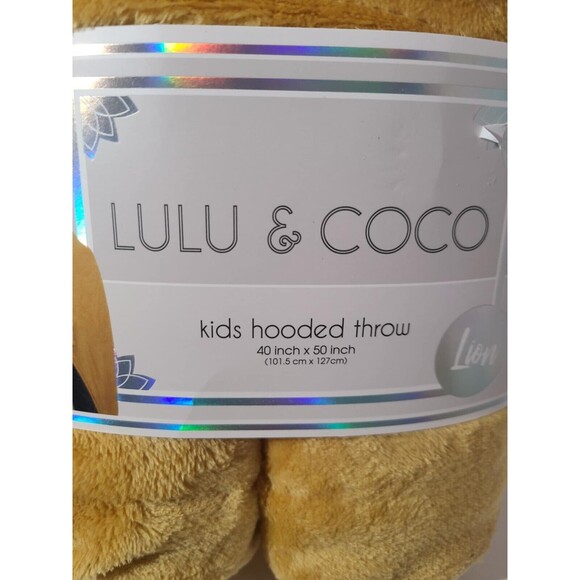 LULU & COCO
kids hooded throw
40 inch x 50 inch
(101.5 cm x 127cm)
Lion